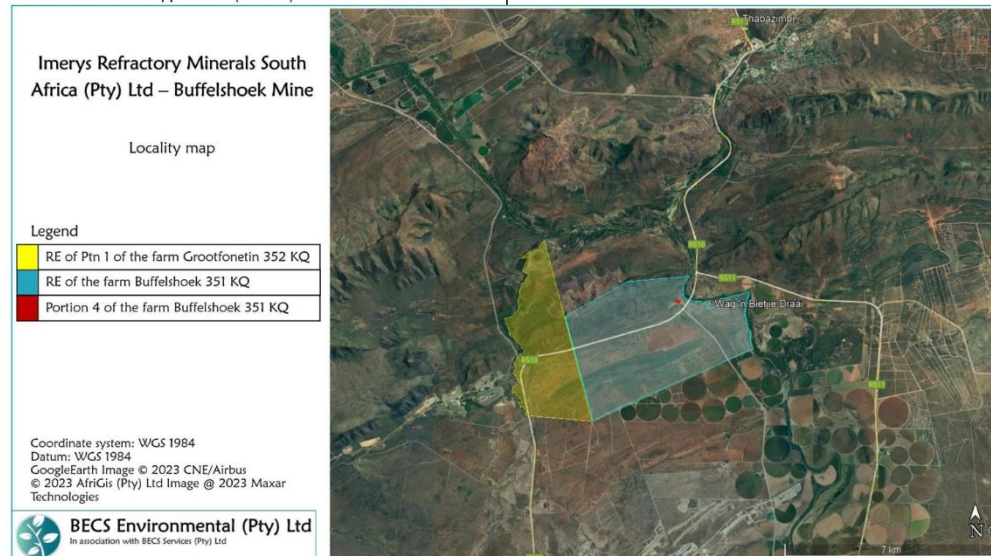 Imerys Refractory Minerals South
Africa (Pty) Ltd – Buffelshoek Mine
Locality map
Legend
RE of Ptn 1 of the farm Grootfonetin 352 KQ
RE of the farm Buffelshoek 351 KQ
Portion 4 of the farm Buffelshoek 351 KQ
Coordinate system: WGS 1984
Datum: WGS 1984
GoogleEarth Image © 2023 CNE/Airbus
© 2023 AfriGis (Pty) Ltd Image @ 2023 Maxar
Technologies
BECS Environmental (Pty) Ltd
In association with BECS Services (Pty) Ltd
Thabazimbi
R510
R511
Wag 'n Bietjie Draai
R510
R511
N
7 km